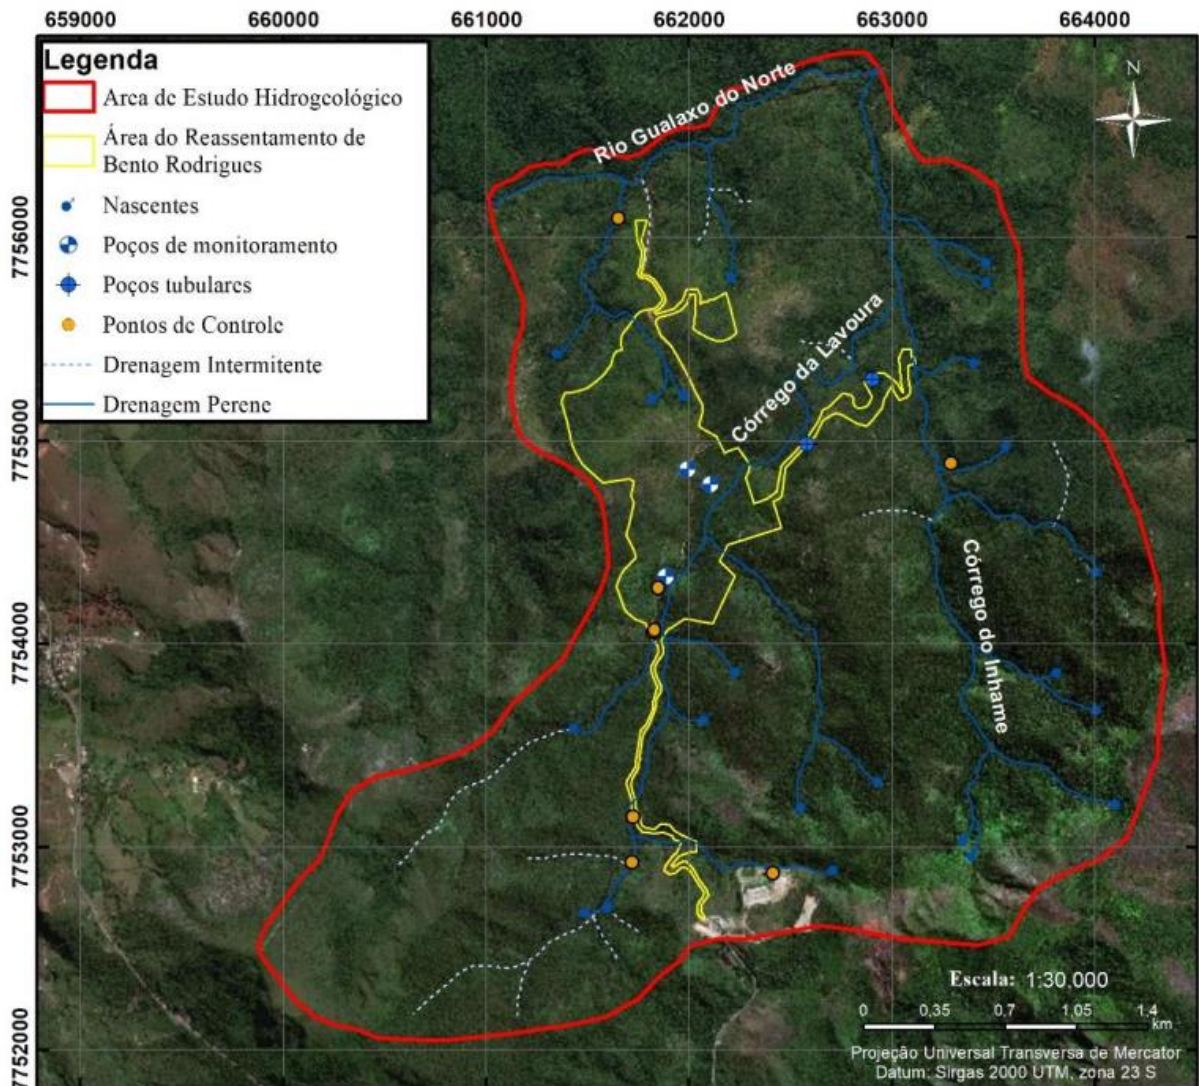 659000 660000 661000 662000 663000 664000
Legenda
Area de Estudo Hidrogeológico
Área do Reassentamento de
Bento Rodrigues
Nascentes
Poços de monitoramento
Poços tubulares
Pontos de Controle
Drenagem Intermitente
Drenagem Perene
N
Rio Gualaxo do Norte
Córrego da Lavoura
Córrego do Inhame
7756000
7755000
7754000
7753000
7752000
Escala: 1:30.000
0 0,35 0,7 1,05 1,4
km
Projeção Universal Transversa de Mercator
Datum: Sirgas 2000 UTM, zona 23 S